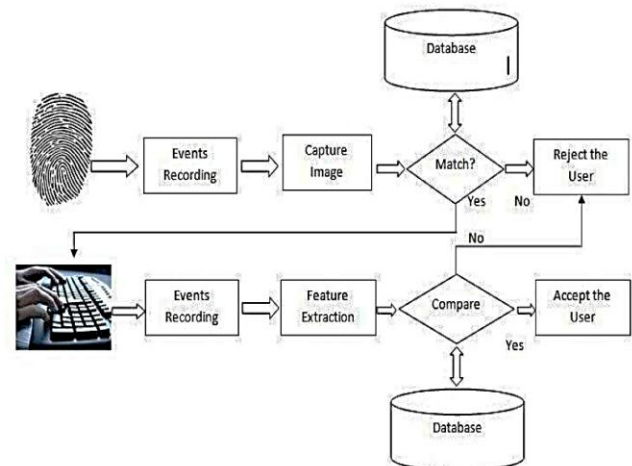 Database
Events
Recording
Capture
Image
Match?
Reject the
User
Yes
No
No
Events
Recording
Feature
Extraction
Compare
Accept the
User
Yes
Database